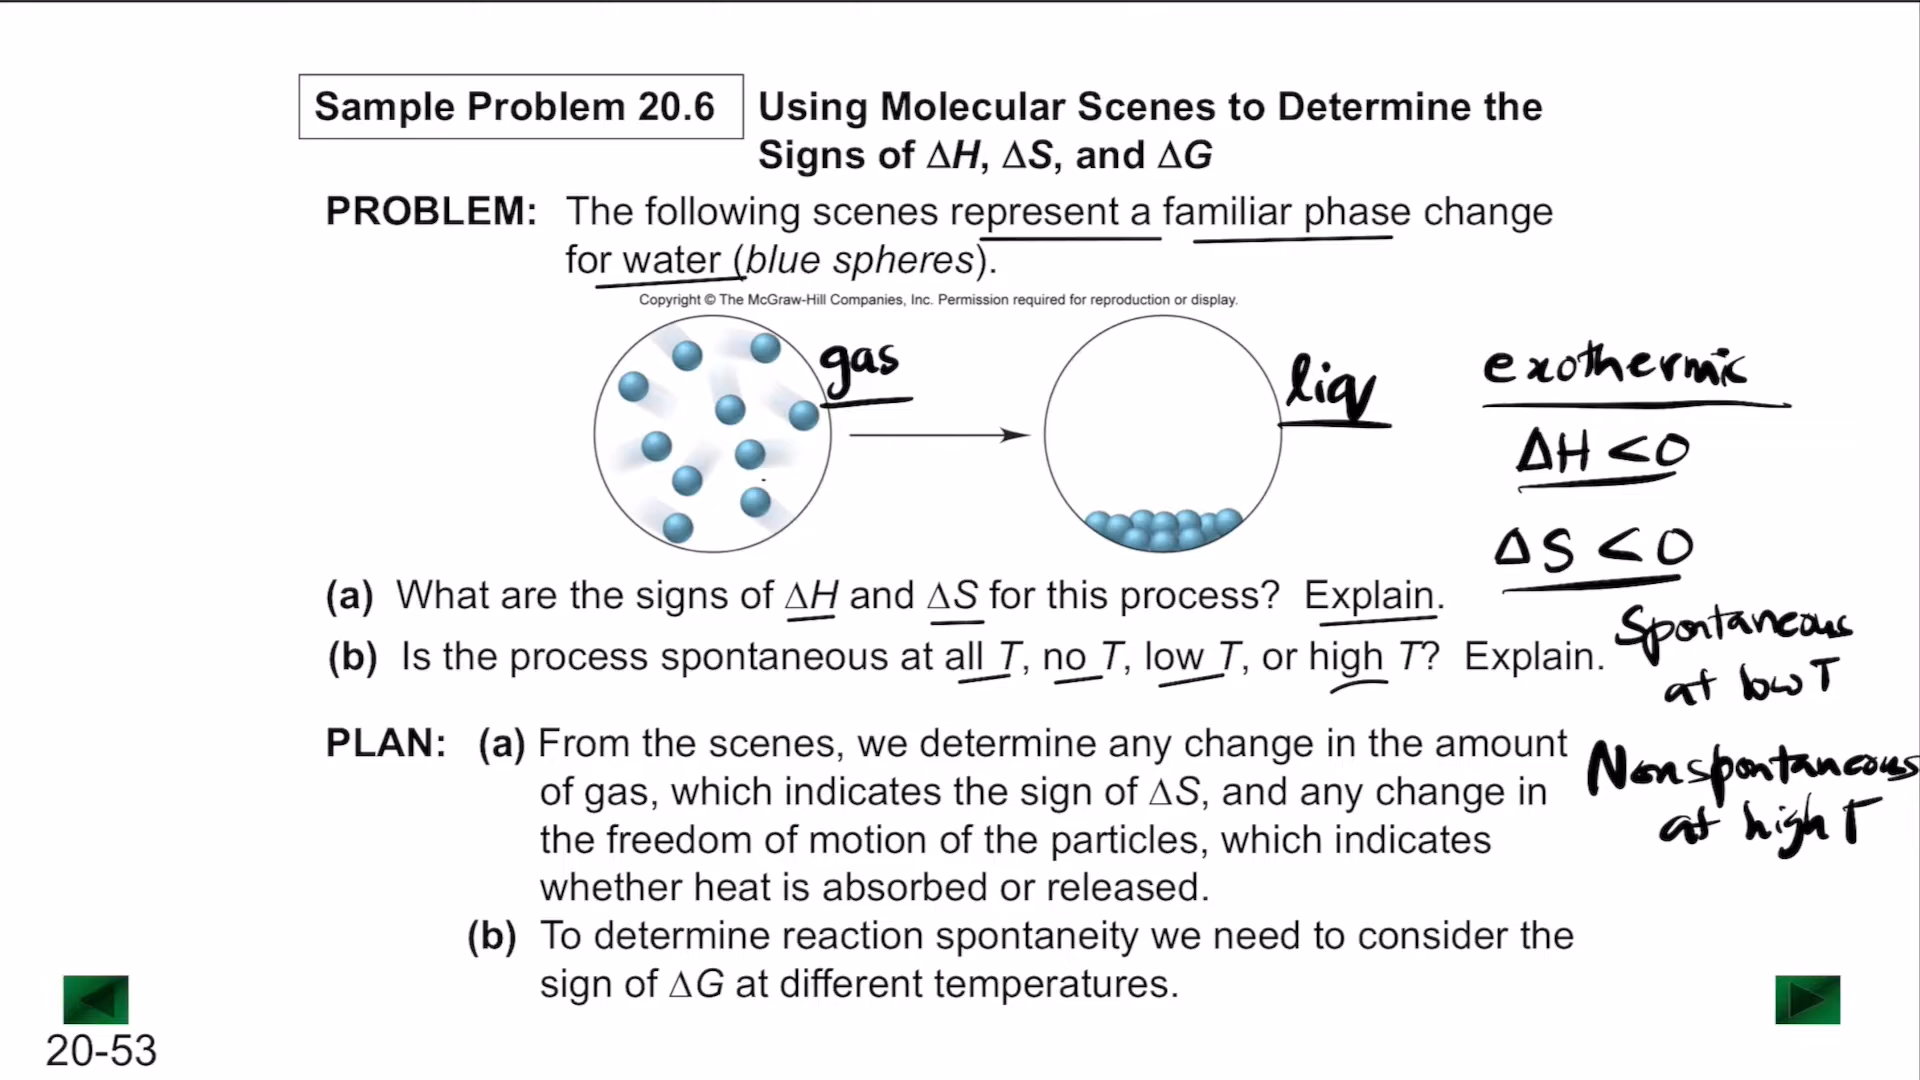 Sample Problem 20.6
Using Molecular Scenes to Determine the
Signs of ΔH, ΔS, and ΔG
PROBLEM: The following scenes represent a familiar phase change
for water (blue spheres).
Copyright © The McGraw-Hill Companies, Inc. Permission required for reproduction or display.
gas
liq
exothermic
ΔH <0
ΔS <0
(a) What are the signs of ΔH and ΔS for this process? Explain.
(b) Is the process spontaneous at all T, no T, low T, or high T? Explain.
Spontaneous
at low T
PLAN: (a) From the scenes, we determine any change in the amount
of gas, which indicates the sign of ΔS, and any change in
the freedom of motion of the particles, which indicates
whether heat is absorbed or released.
Nonspontaneous
at high T
(b) To determine reaction spontaneity we need to consider the
sign of ΔG at different temperatures.
20-53